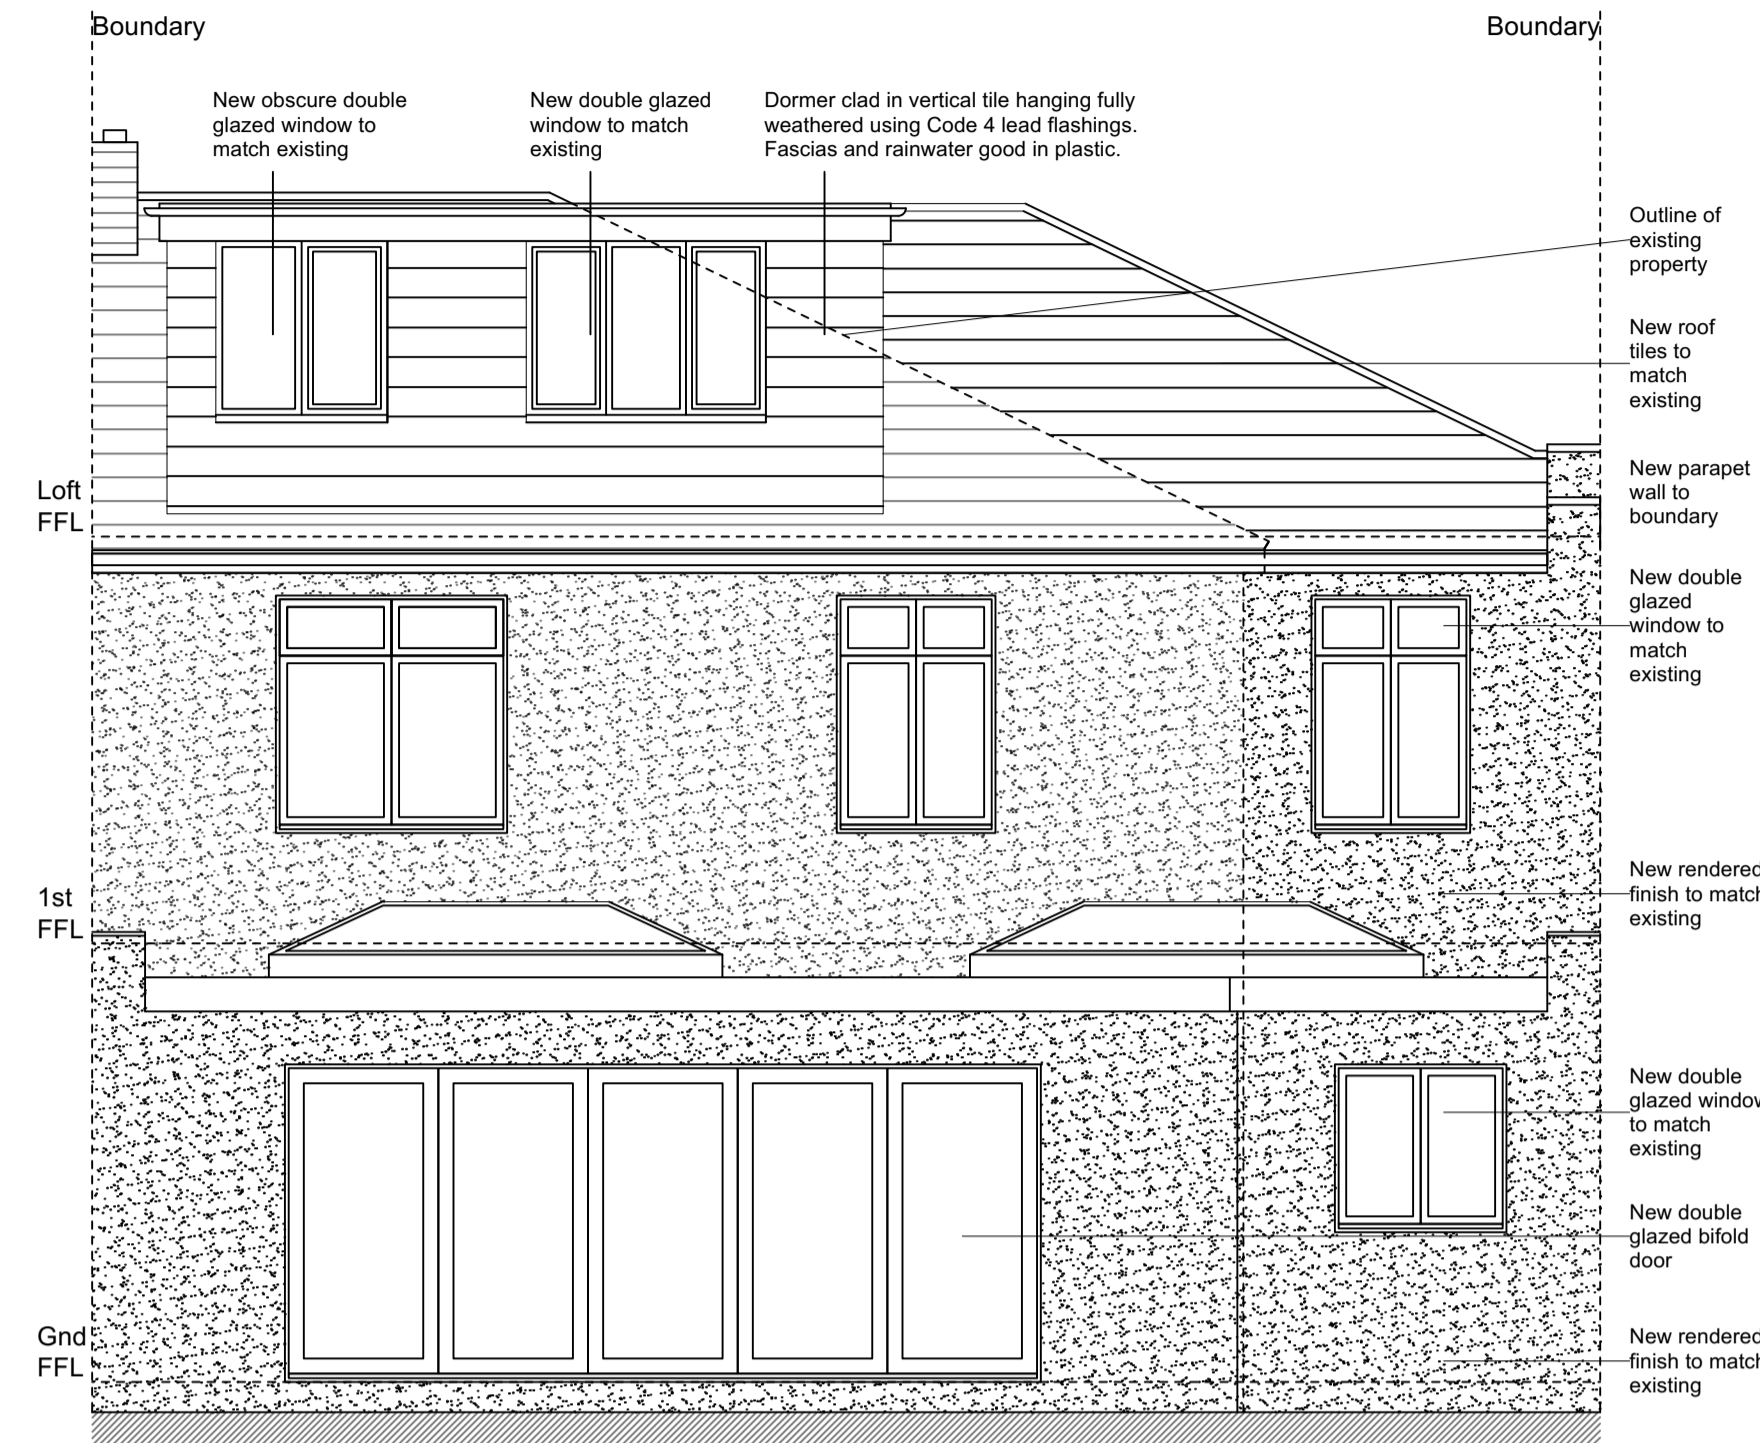 Boundary
Boundary
New obscure double
glazed window to
match existing
New double glazed
window to match
existing
Dormer clad in vertical tile hanging fully
weathered using Code 4 lead flashings.
Fascias and rainwater good in plastic.
Outline of
existing
property
New roof
tiles to
match
existing
Loft
FFL
New parapet
wall to
boundary
New double
glazed
window to
match
existing
1st
FFL
New rendered
finish to match
existing
New double
glazed window
to match
existing
New double
glazed bifold
door
Gnd
FFL
New rendered
finish to match
existing